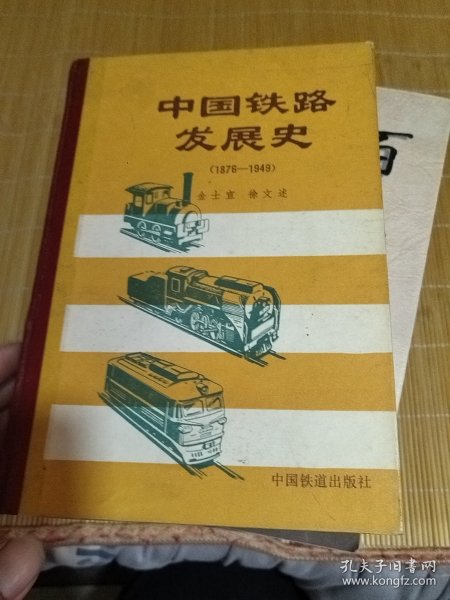 中国铁路
发展史
(1876—1949)
金士宣 徐文述
中国铁道出版社
百
孔夫子旧书网
www.kongfz.com